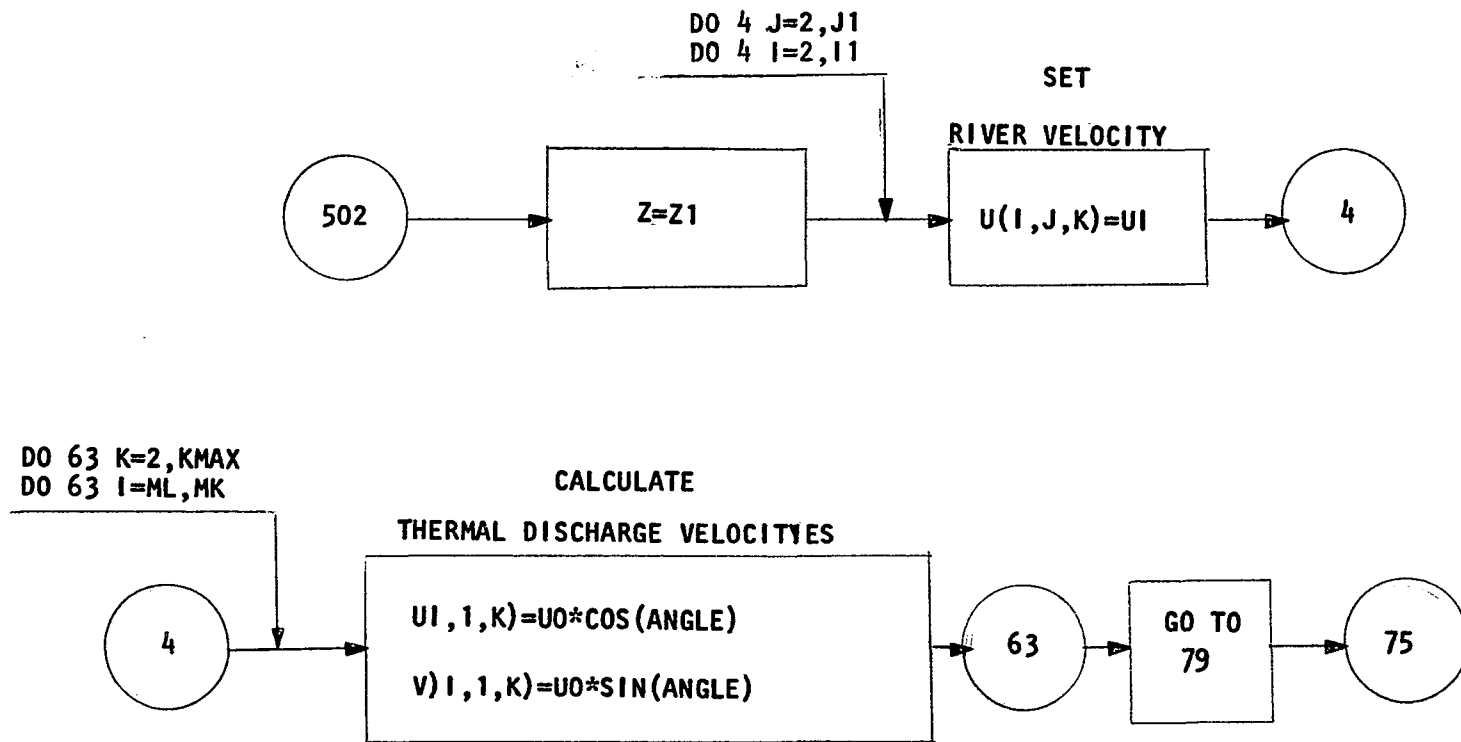 DO 4 J=2,J1
DO 4 I=2,I1
SET
RIVER VELOCITY
502
Z=Z1
U(I,J,K)=UI
4
DO 63 K=2,KMAX
DO 63 I=ML,MK
CALCULATE
THERMAL DISCHARGE VELOCITYES
4
UI,1,K)=UO*COS(ANGLE)
V)I,1,K)=UO*SIN(ANGLE)
63
GO TO
79
75